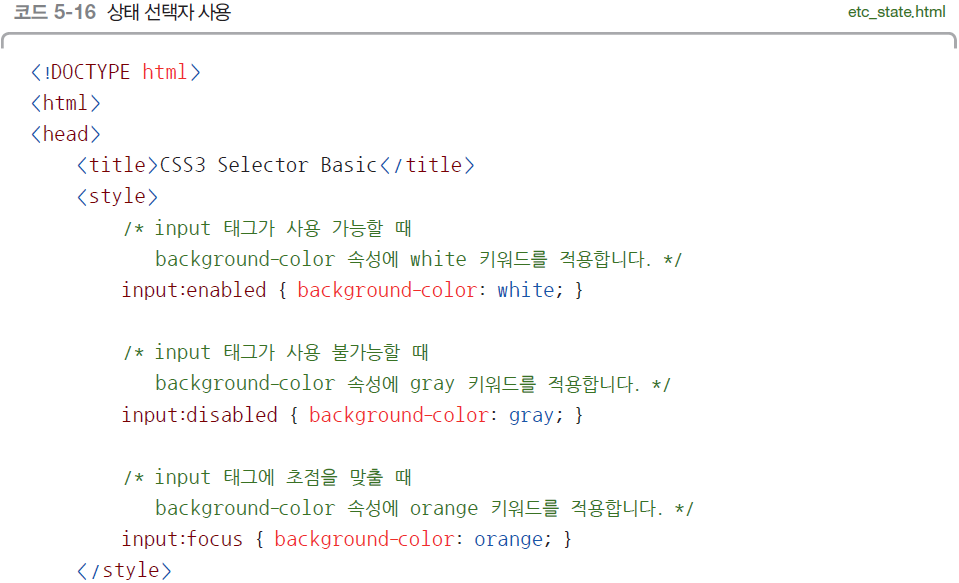 코드 5-16 상태 선택자 사용 etc_state.html
<!DOCTYPE html>
<html>
<head>
    <title>CSS3 Selector Basic</title>
    <style>
        /* input 태그가 사용 가능할 때
           background-color 속성에 white 키워드를 적용합니다. */
        input:enabled { background-color: white; }

        /* input 태그가 사용 불가능할 때
           background-color 속성에 gray 키워드를 적용합니다. */
        input:disabled { background-color: gray; }

        /* input 태그에 초점을 맞출 때
           background-color 속성에 orange 키워드를 적용합니다. */
        input:focus { background-color: orange; }
    </style>